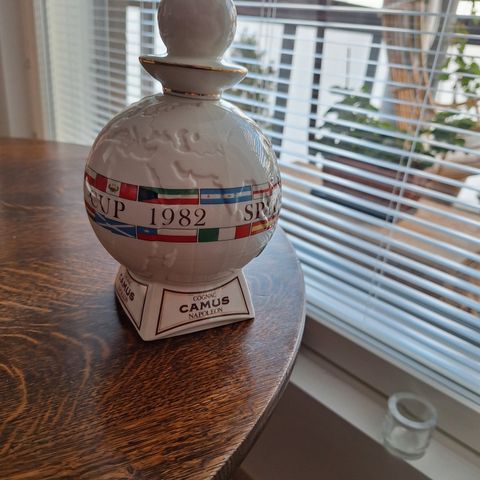 CUP 1982 SP
COGNAC
CAMUS
NAPOLEON